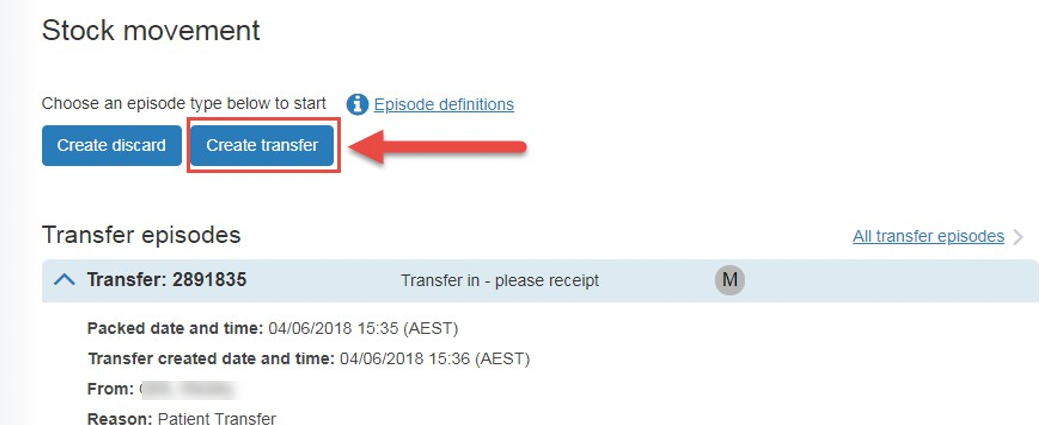 Stock movement
Choose an episode type below to start Episode definitions
Create discard Create transfer
Transfer episodes All transfer episodes
Transfer: 2891835 Transfer in - please receipt M
Packed date and time: 04/06/2018 15:35 (AEST)
Transfer created date and time: 04/06/2018 15:36 (AEST)
From:
Reason: Patient Transfer